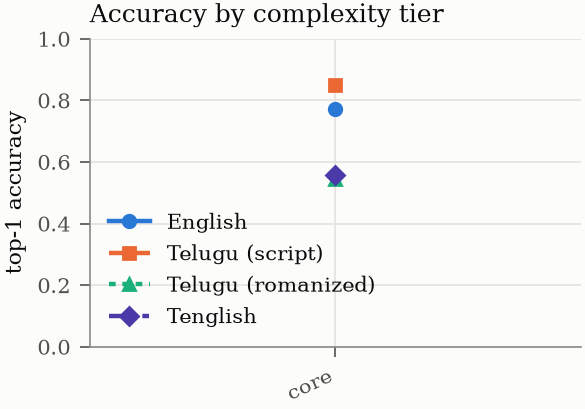 Accuracy by complexity tier
top-1 accuracy
1.0
0.8
0.6
0.4
0.2
0.0
English
Telugu (script)
Telugu (romanized)
Tenglish
core